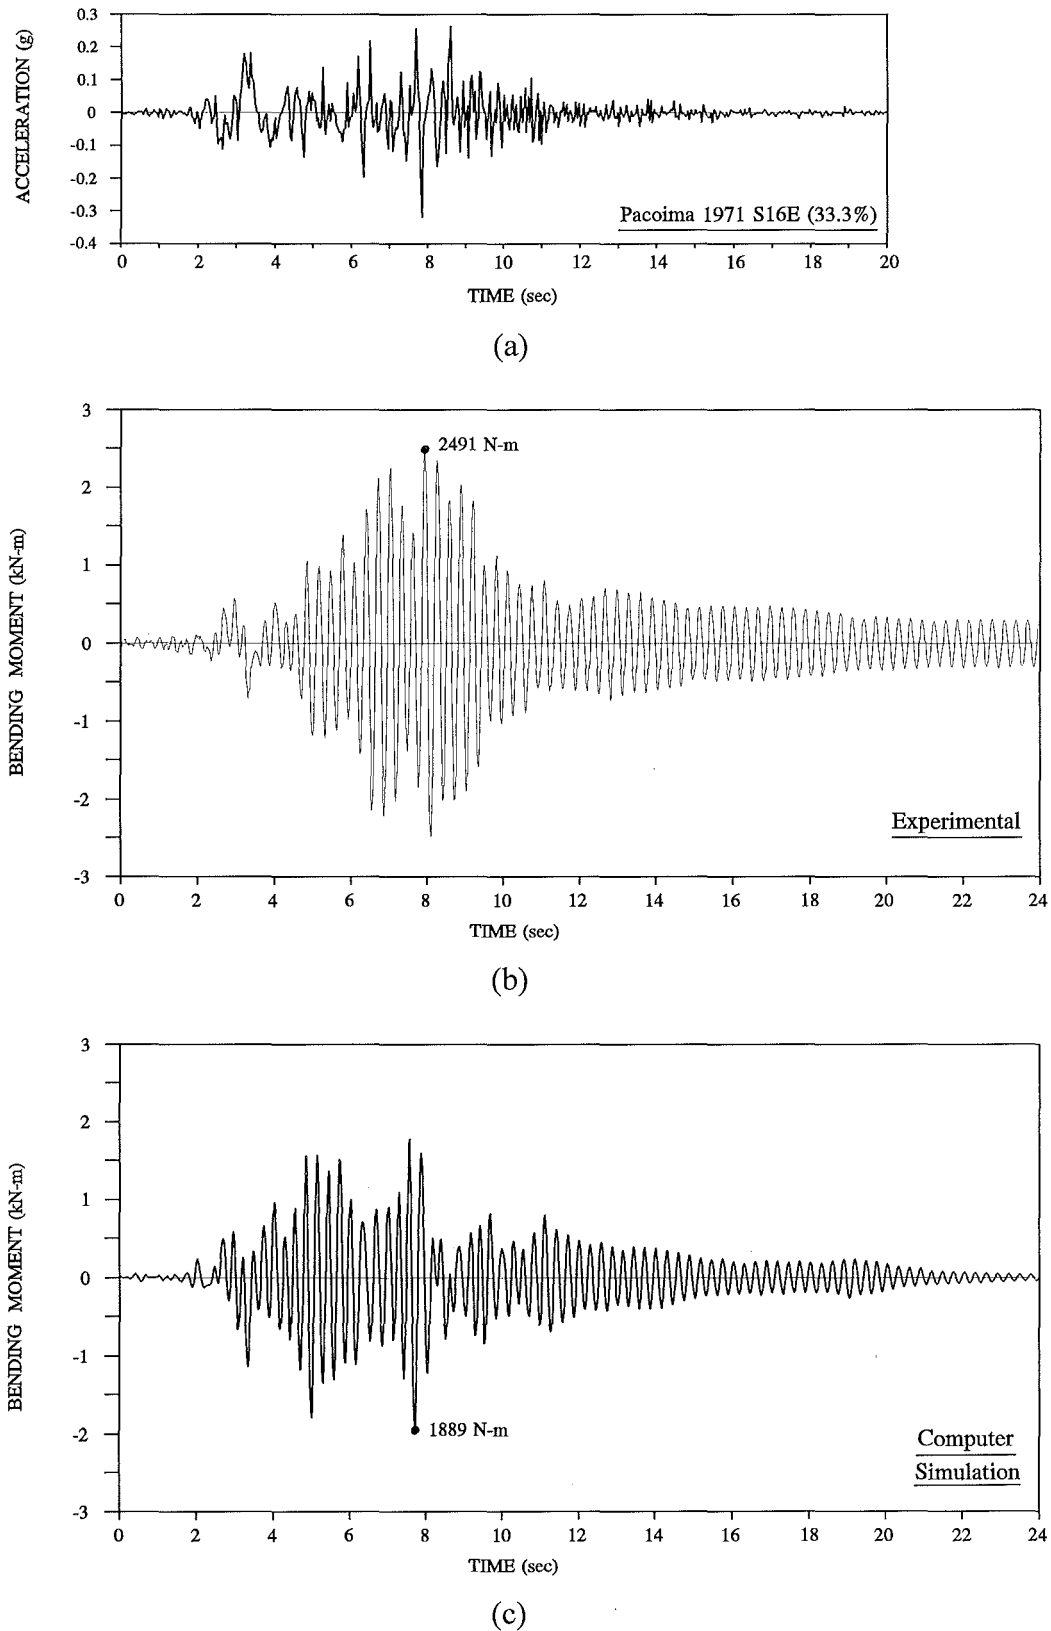 0.3
0.2
0.1
0
-0.1
-0.2
-0.3
-0.4
ACCELERATION (g)
Pacoima 1971 S16E (33.3%)
0 2 4 6 8 10 12 14 16 18 20
TIME (sec)
(a)
3
2
1
0
-1
-2
-3
BENDING MOMENT (kN-m)
2491 N-m
Experimental
0 2 4 6 8 10 12 14 16 18 20 22 24
TIME (sec)
(b)
3
2
1
0
-1
-2
-3
BENDING MOMENT (kN-m)
1889 N-m
Computer
Simulation
0 2 4 6 8 10 12 14 16 18 20 22 24
TIME (sec)
(c)